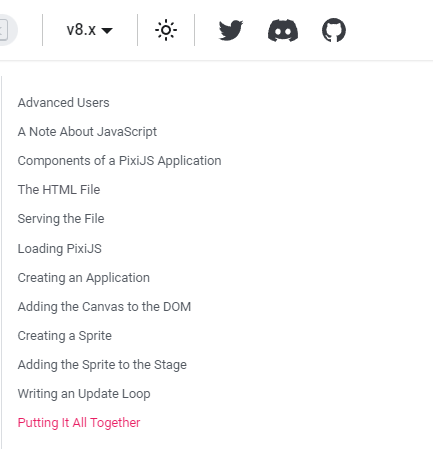 v8.x
Advanced Users
A Note About JavaScript
Components of a PixiJS Application
The HTML File
Serving the File
Loading PixiJS
Creating an Application
Adding the Canvas to the DOM
Creating a Sprite
Adding the Sprite to the Stage
Writing an Update Loop
Putting It All Together